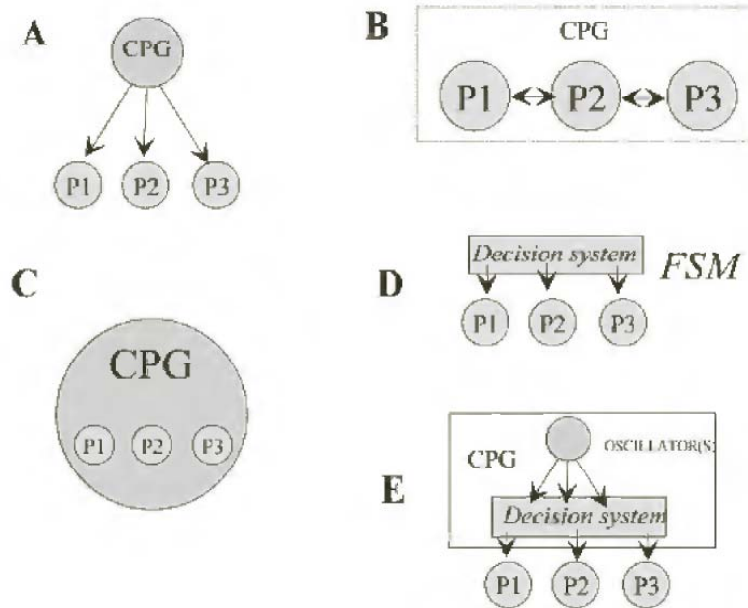 A
CPG
P1 P2 P3
B
CPG
P1 P2 P3
C
CPG
P1 P2 P3
D
Decision system
FSM
P1 P2 P3
E
CPG
OSCILLATOR(S)
Decision system
P1 P2 P3